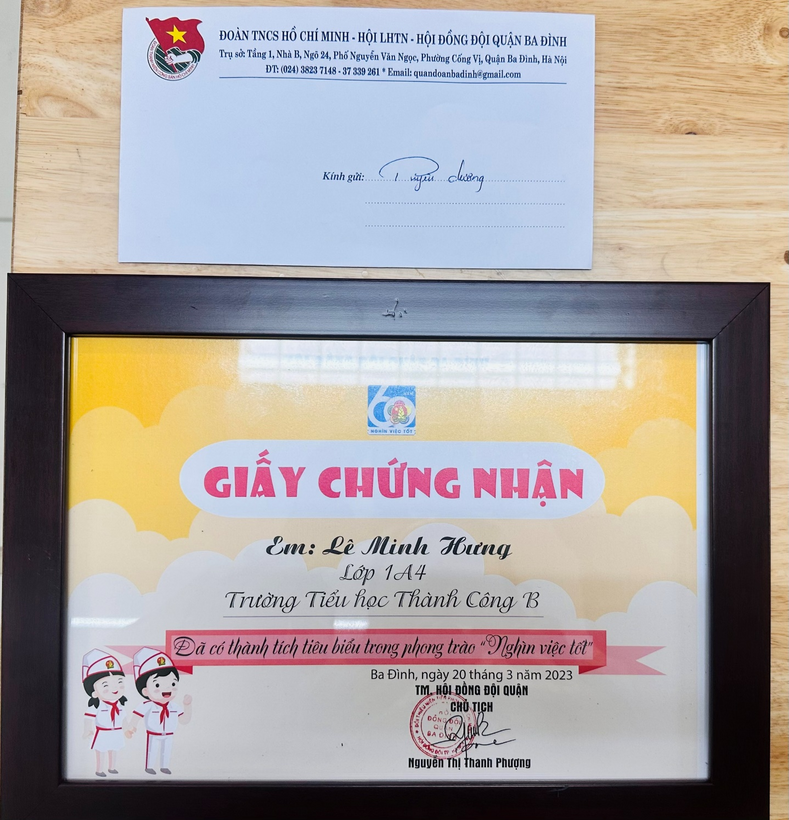 ĐOÀN TNCS HỒ CHÍ MINH - HỘI LHTN - HỘI ĐỒNG ĐỘI QUẬN BA ĐÌNH
Trụ sở: Tầng 1, Nhà B, Ngõ 24, Phố Nguyễn Văn Ngọc, Phường Cống Vị, Quận Ba Đình, Hà Nội
ĐT: (024) 3823 7148 - 37 339 261 * Email: quandoanbadinh@gmail.com
Kính gửi:
60
NGHÌN VIỆC TỐT
GIẤY CHỨNG NHẬN
Em: Lê Minh Hưng
Lớp 1A4
Trường Tiểu học Thành Công B
Đã có thành tích tiêu biểu trong phong trào "Nghìn việc tốt"
Ba Đình, ngày 20 tháng 3 năm 2023
TM. HỘI ĐỒNG ĐỘI QUẬN
CHỦ TỊCH
Nguyễn Thị Thanh Phượng